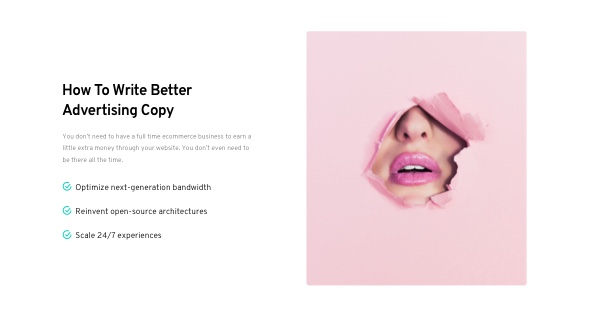 How To Write Better
Advertising Copy
You don't need to have a full time ecommerce business to earn a
little extra money through your website. You don't even need to
be there all the time.
Optimize next-generation bandwidth
Reinvent open-source architectures
Scale 24/7 experiences